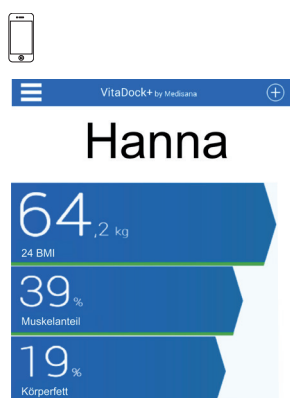 VitaDock+ by Medisana
Hanna
64,2 kg
24 BMI
39%
Muskelanteil
19%
Körperfett